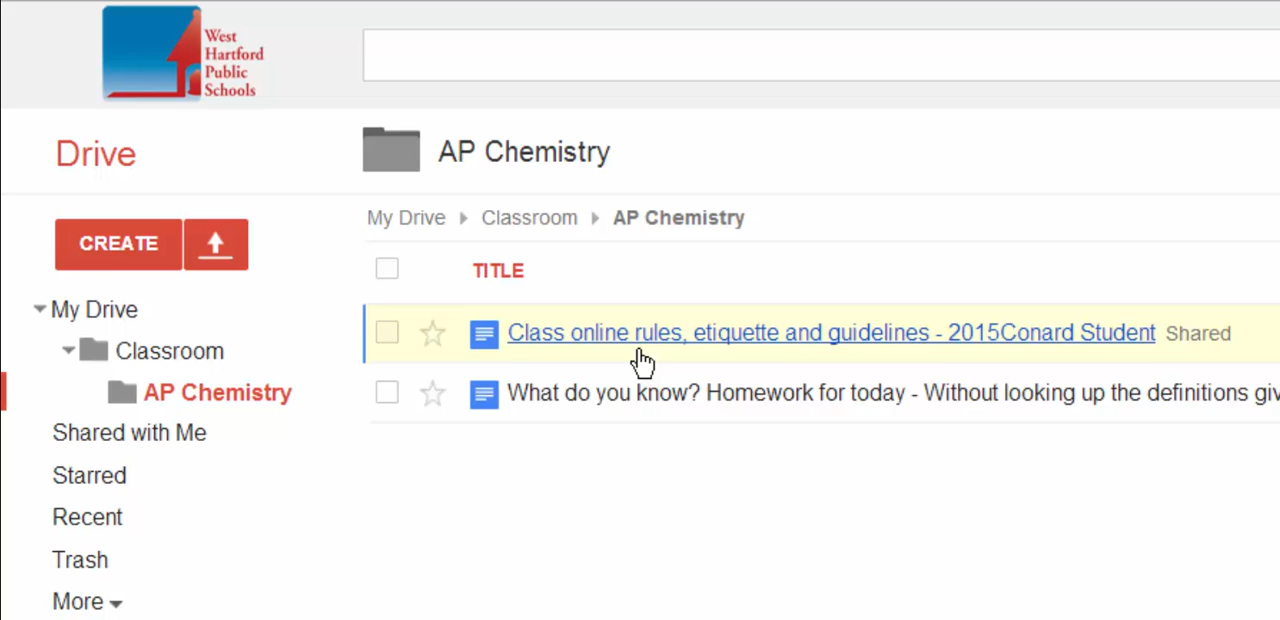 West
Hartford
Public
Schools
Drive
AP Chemistry
My Drive Classroom AP Chemistry
CREATE
TITLE
My Drive
Class online rules, etiquette and guidelines - 2015Conard Student Shared
Classroom
AP Chemistry
What do you know? Homework for today - Without looking up the definitions giv
Shared with Me
Starred
Recent
Trash
More